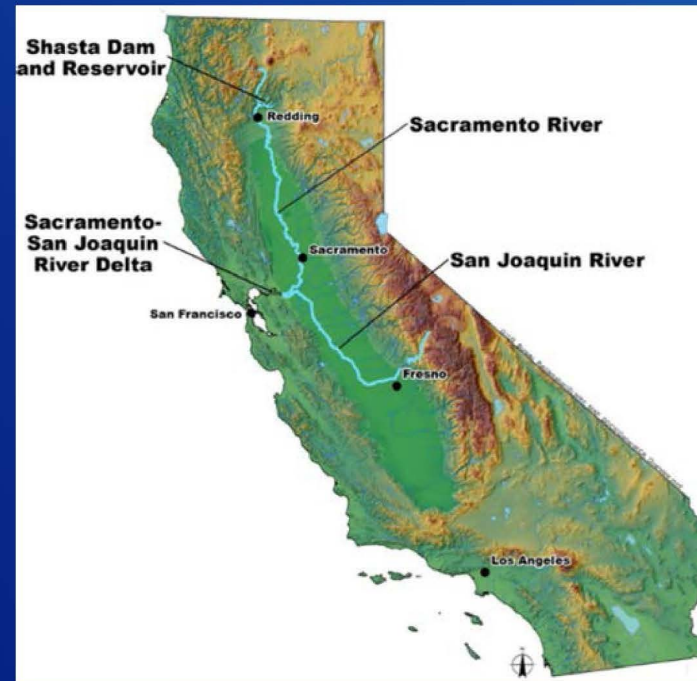 Shasta Dam
and Reservoir
Redding
Sacramento River
Sacramento-
San Joaquin
River Delta
Sacramento
San Joaquin River
San Francisco
Fresno
Los Angeles